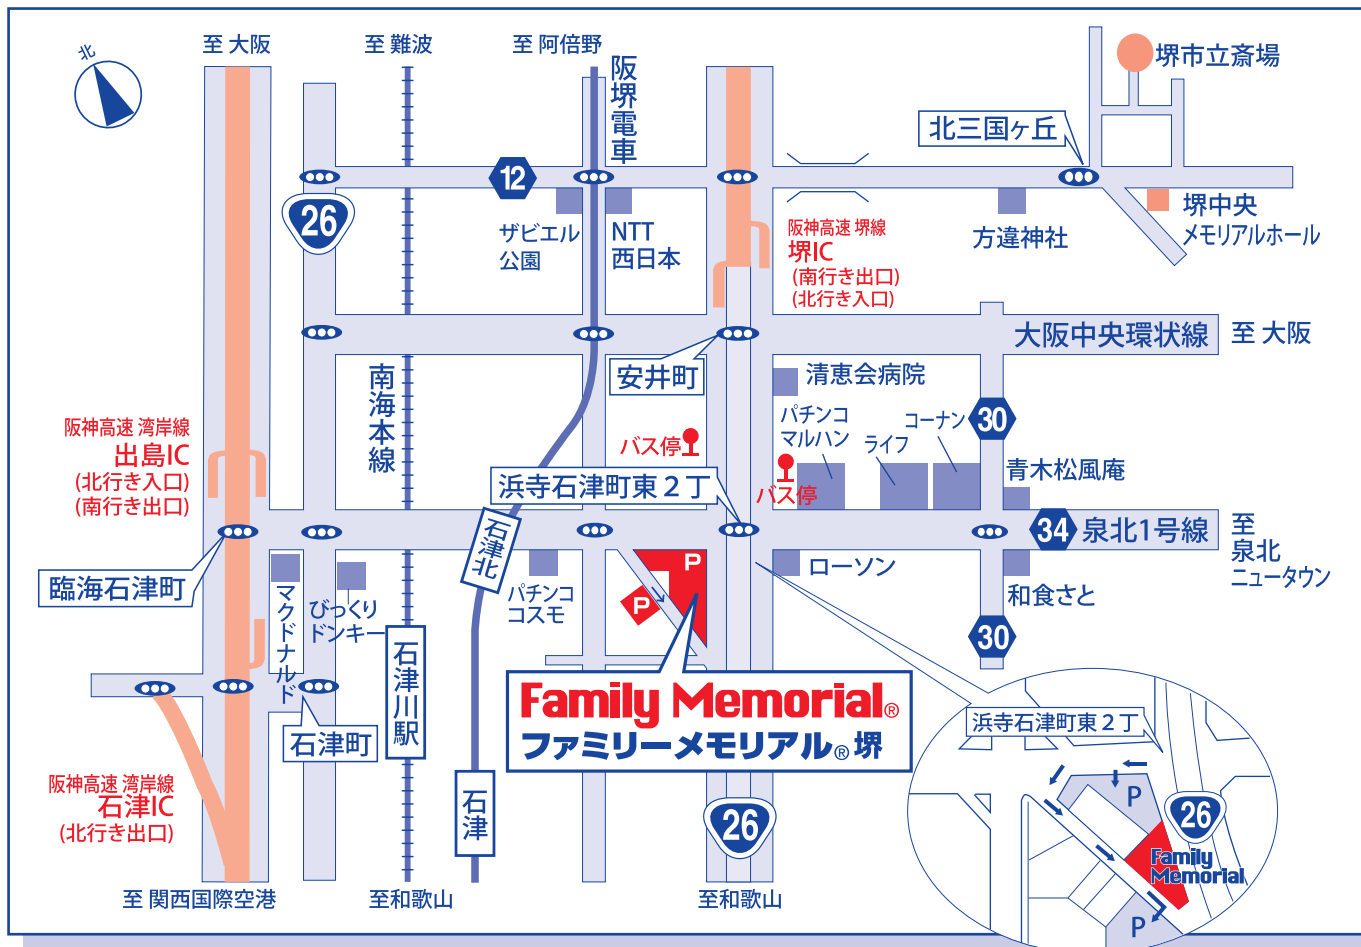 北
至 大阪
至 難波
至 阿倍野
阪堺電車
堺市立斎場
北三国ヶ丘
12
26
ザビエル
公園
NTT
西日本
阪神高速 堺線
堺IC
(南行き出口)
(北行き入口)
方違神社
堺中央
メモリアルホール
大阪中央環状線
至 大阪
安井町
清恵会病院
南海本線
阪神高速 湾岸線
出島IC
(北行き入口)
(南行き出口)
バス停
パチンコ
マルハン
ライフ
コーナン
30
青木松風庵
浜寺石津町東2丁
バス停
34
泉北1号線
至
泉北
ニュータウン
石津北
臨海石津町
マクドナルド
びっくり
ドンキー
パチンコ
コスモ
P
P
ローソン
和食さと
30
石津川駅
石津町
Family Memorial®
ファミリーメモリアル® 堺
阪神高速 湾岸線
石津IC
(北行き出口)
石津
26
浜寺石津町東2丁
P
26
Family
Memorial
P
至 関西国際空港
至和歌山
至和歌山